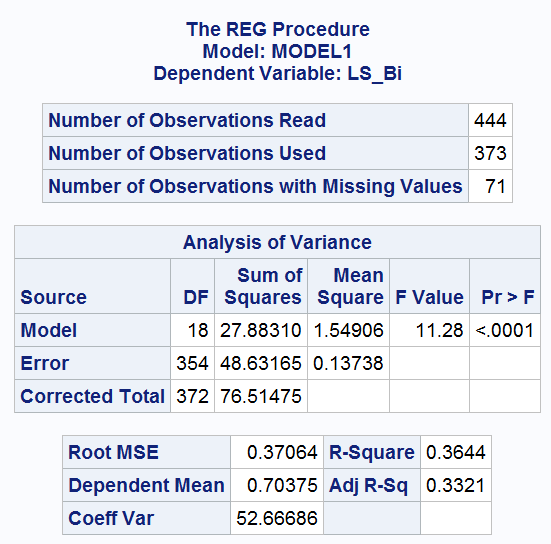 The REG Procedure
Model: MODEL1
Dependent Variable: LS_Bi
Number of Observations Read 444
Number of Observations Used 373
Number of Observations with Missing Values 71
Analysis of Variance
Source DF Sum of Squares Mean Square F Value Pr > F
Model 18 27.88310 1.54906 11.28 <.0001
Error 354 48.63165 0.13738
Corrected Total 372 76.51475
Root MSE 0.37064 R-Square 0.3644
Dependent Mean 0.70375 Adj R-Sq 0.3321
Coeff Var 52.66686